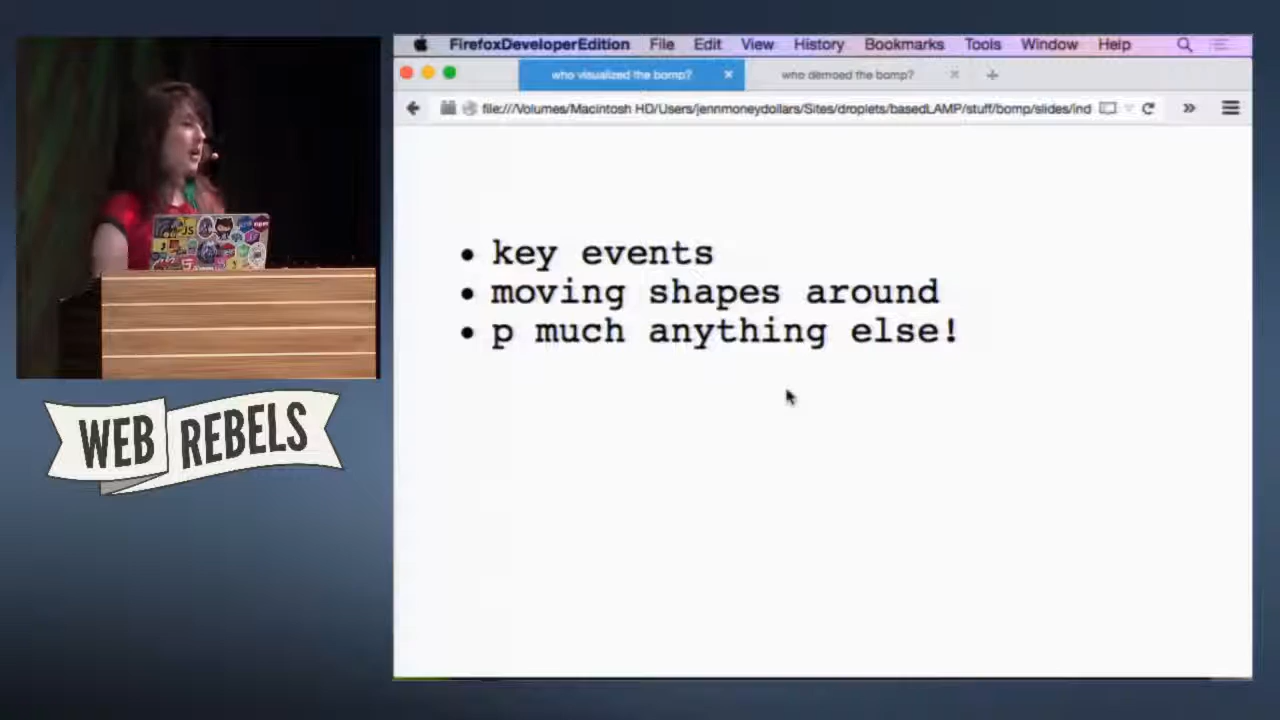 FirefoxDeveloperEdition File Edit View History Bookmarks Tools Window Help
who visualized the bomp?
who demoed the bomp?
file:///Volumes/Macintosh HD/Users/jennmoneydollars/Sites/droplets/basedLAMP/stuff/bomp/slides/ind
• key events
• moving shapes around
• p much anything else!
JS
WEB REBELS